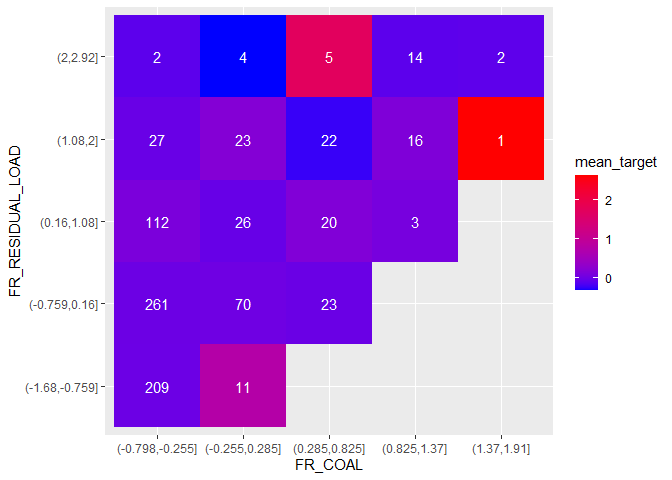 (2,2.92]
2 4 5 14 2
(1.08,2]
27 23 22 16 1
(0.16,1.08]
112 26 20 3
(-0.759,0.16]
261 70 23
(-1.68,-0.759]
209 11
FR_RESIDUAL_LOAD
(-0.798,-0.255] (-0.255,0.285] (0.285,0.825] (0.825,1.37] (1.37,1.91]
FR_COAL
mean_target
2
1
0